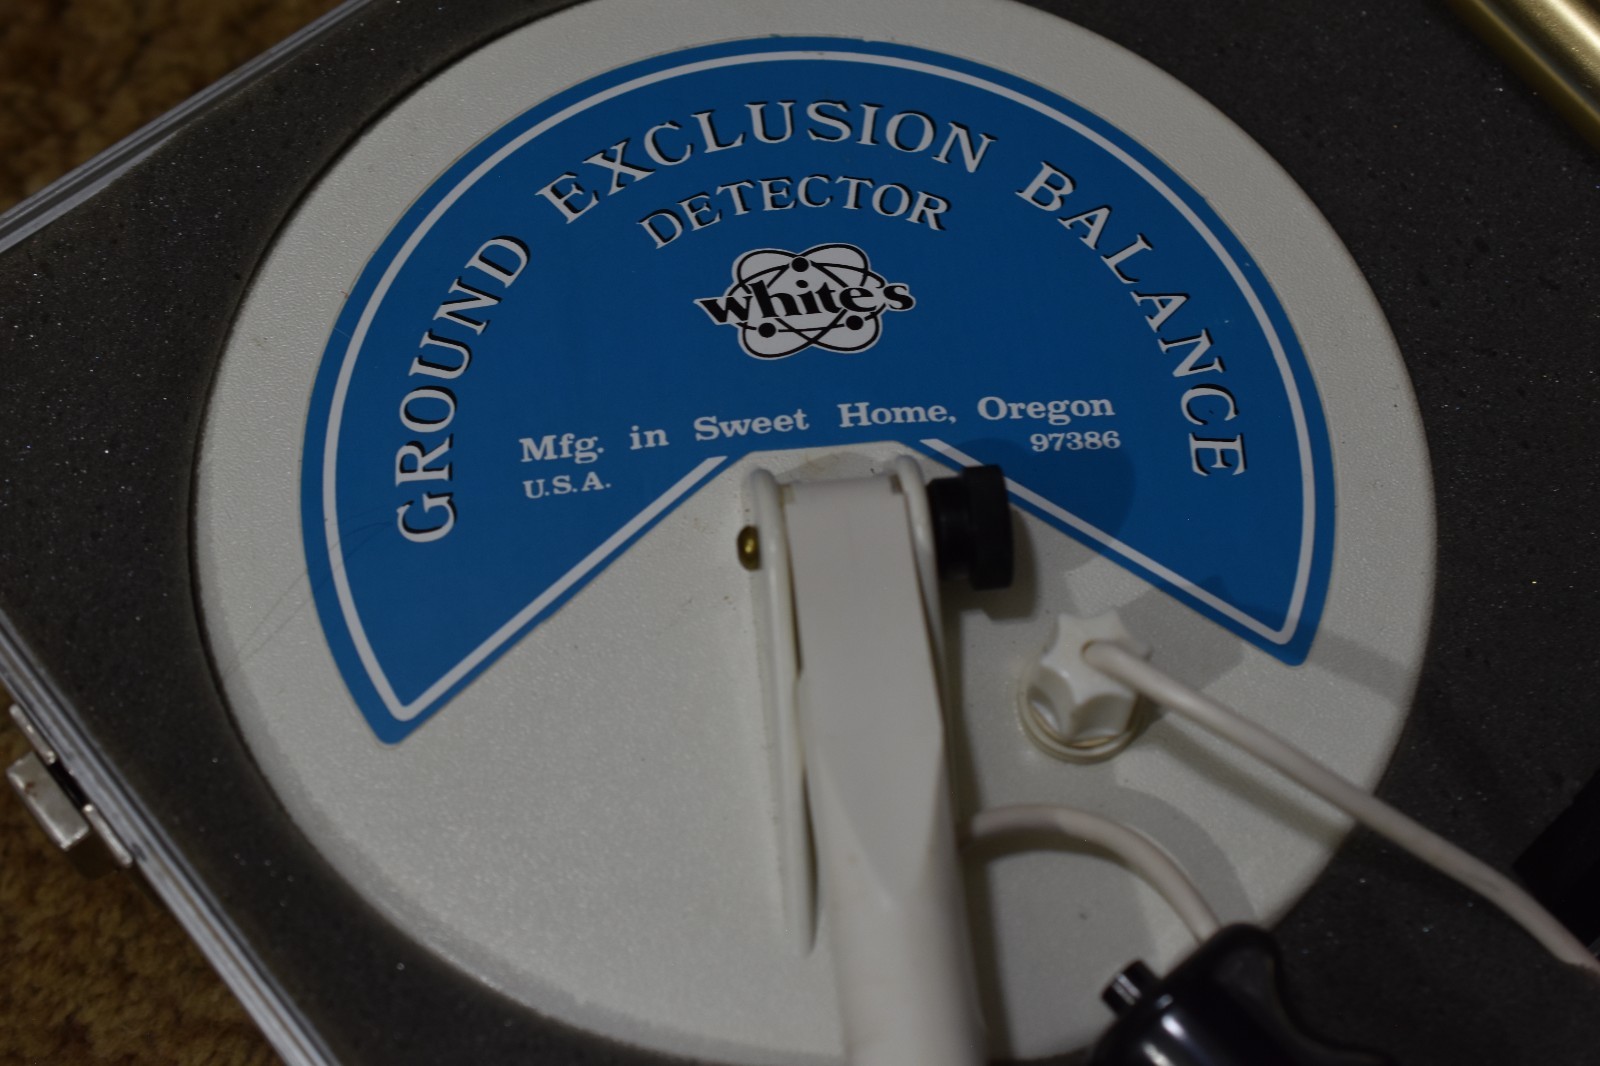 GROUND EXCLUSION BALANCE
DETECTOR
white's
Mfg. in Sweet Home, Oregon
U.S.A. 97386